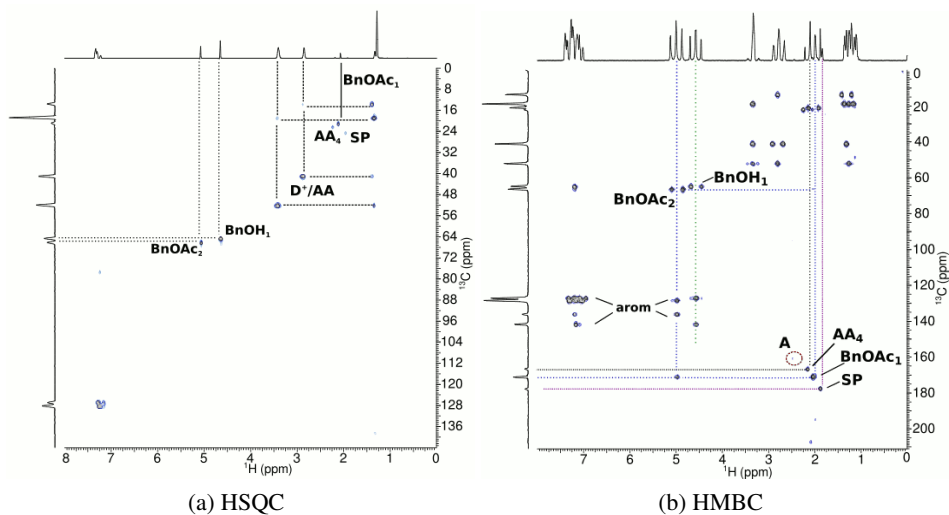 BnOAc₁
AA₄ SP
D⁺/AA
BnOH₁
BnOAc₂
0
16
24
32
40
48
56
64
72
80
88
96
104
112
120
128
136
¹³C (ppm)
8 7 6 5 4 3 2 1 0
¹H (ppm)
(a) HSQC
BnOH₁
BnOAc₂
arom
A
AA₄
BnOAc₁
SP
0
20
40
60
80
100
120
140
160
180
200
¹³C (ppm)
7 6 5 4 3 2 1 0
¹H (ppm)
(b) HMBC